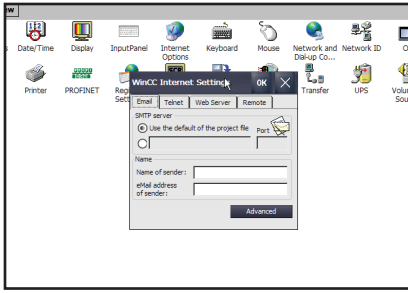 Date/Time
Display
InputPanel
Internet
Options
Keyboard
Mouse
Network and
Dial-up Co...
Network ID
Printer
PROFINET
Transfer
UPS
WinCC Internet Settings
OK
Email
Telnet
Web Server
Remote
SMTP server
Use the default of the project file
Port
Name
Name of sender:
eMail address
of sender:
Advanced